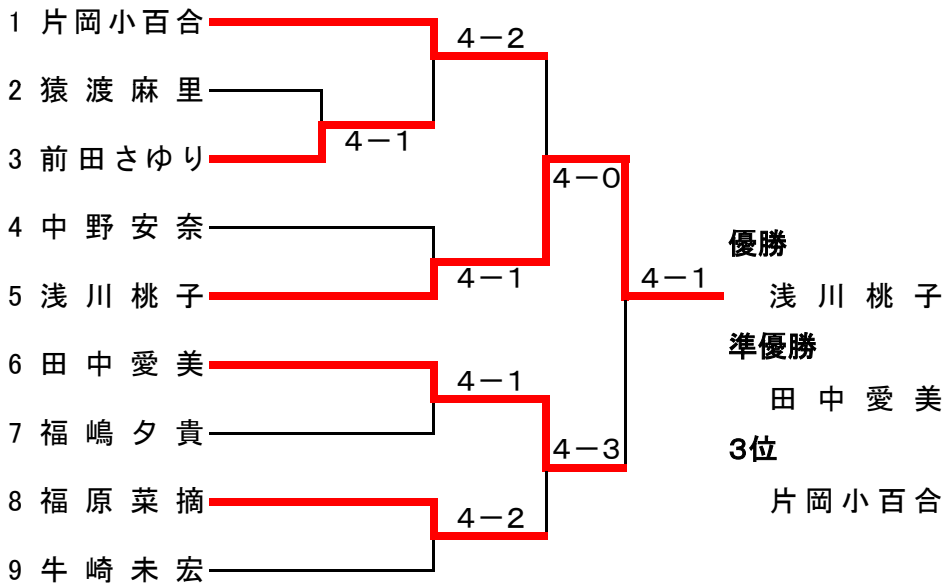 1 片岡小百合
4－2
2 猿渡麻里
4－1
3 前田さゆり
4－0
4 中野安奈
優勝
4－1
4－1
5 浅川桃子
浅川桃子
準優勝
6 田中愛美
4－1
田中愛美
7 福嶋夕貴
4－3
3位
8 福原菜摘
片岡小百合
4－2
9 牛崎未宏